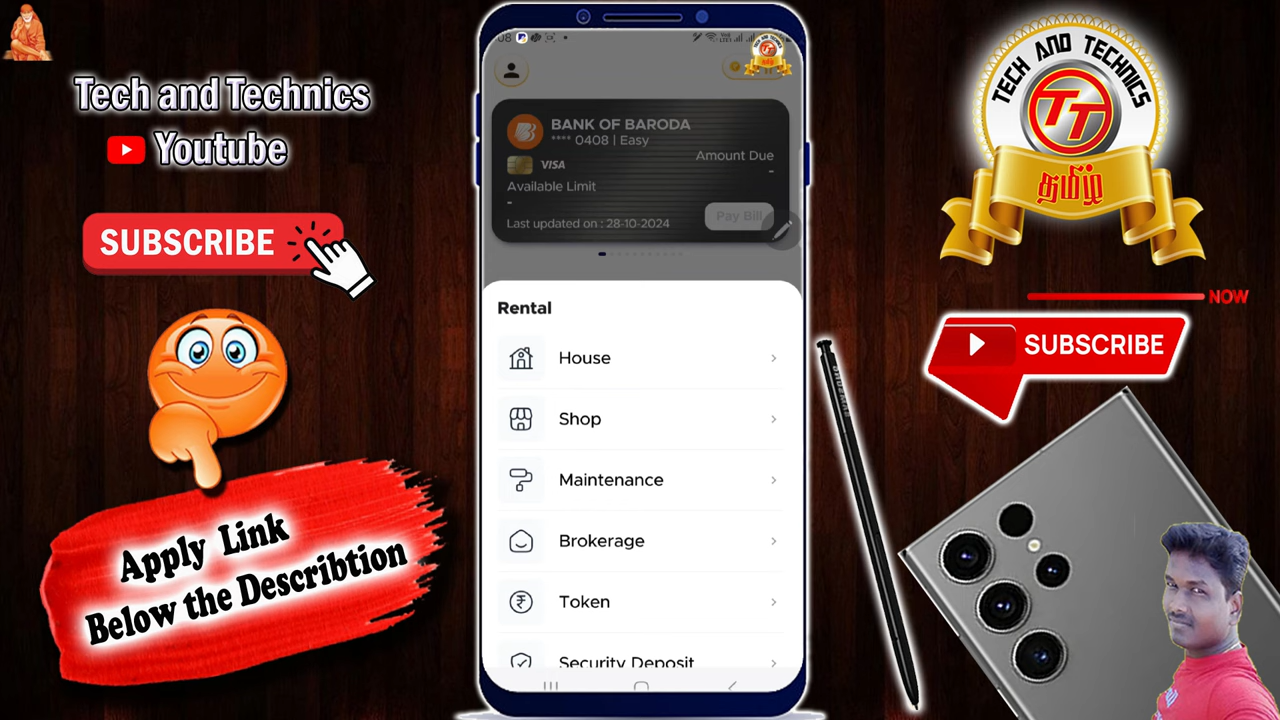 Tech and Technics
Youtube
SUBSCRIBE
Apply Link
Below the Describtion
08
BANK OF BARODA
**** 0408 | Easy
VISA
Amount Due
-
Available Limit
-
Last updated on : 28-10-2024
Pay Bill
Rental
House
Shop
Maintenance
Brokerage
Token
Security Deposit
TECH AND TECHNICS
TT
தமிழ்
NOW
SUBSCRIBE
SAMSUNG